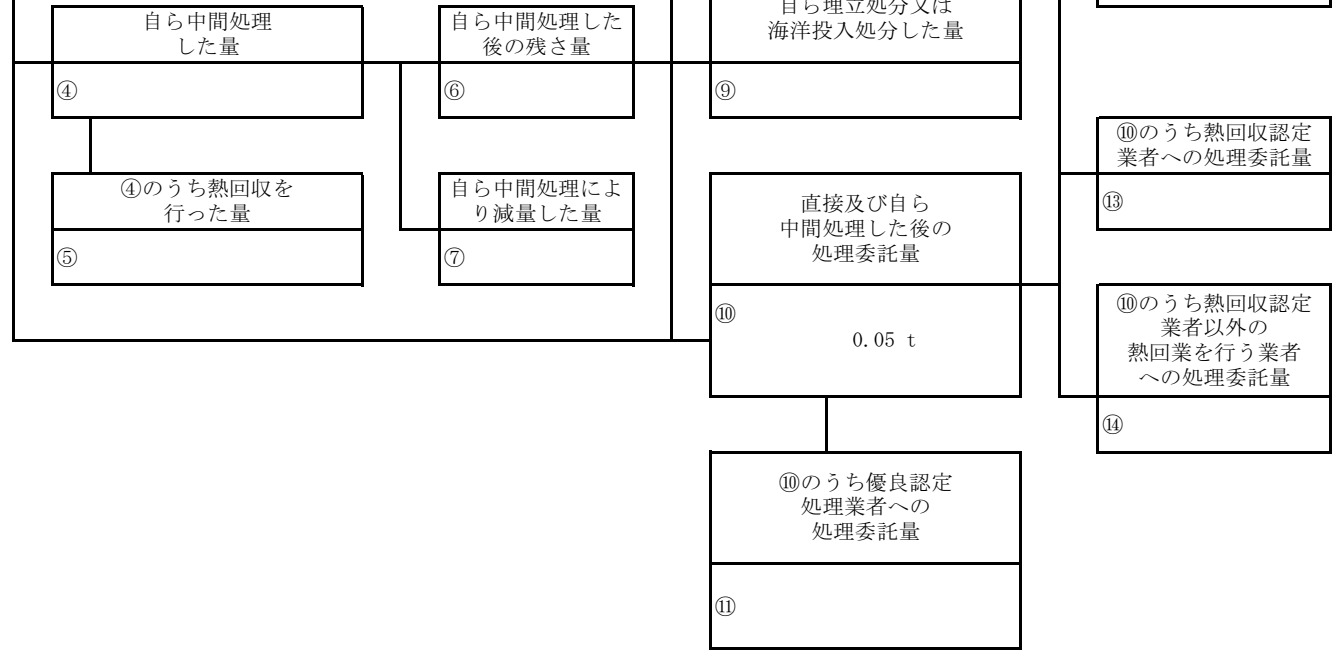 自ら中間処理
した量
④
④のうち熱回収を
行った量
⑤
自ら中間処理した
後の残さ量
⑥
自ら中間処理によ
り減量した量
⑦
自ら埋立処分又は
海洋投入処分した量
⑨
直接及び自ら
中間処理した後の
処理委託量
⑩
0.05 t
⑩のうち優良認定
処理業者への
処理委託量
⑪
⑩のうち熱回収認定
業者への処理委託量
⑬
⑩のうち熱回収認定
業者以外の
熱回業を行う業者
への処理委託量
⑭